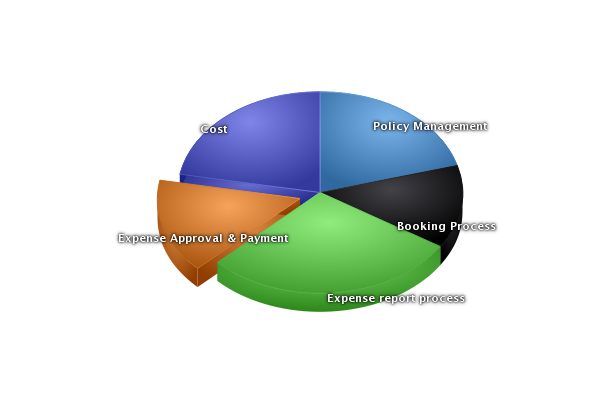 Policy Management
Cost
Booking Process
Expense Approval & Payment
Expense report process